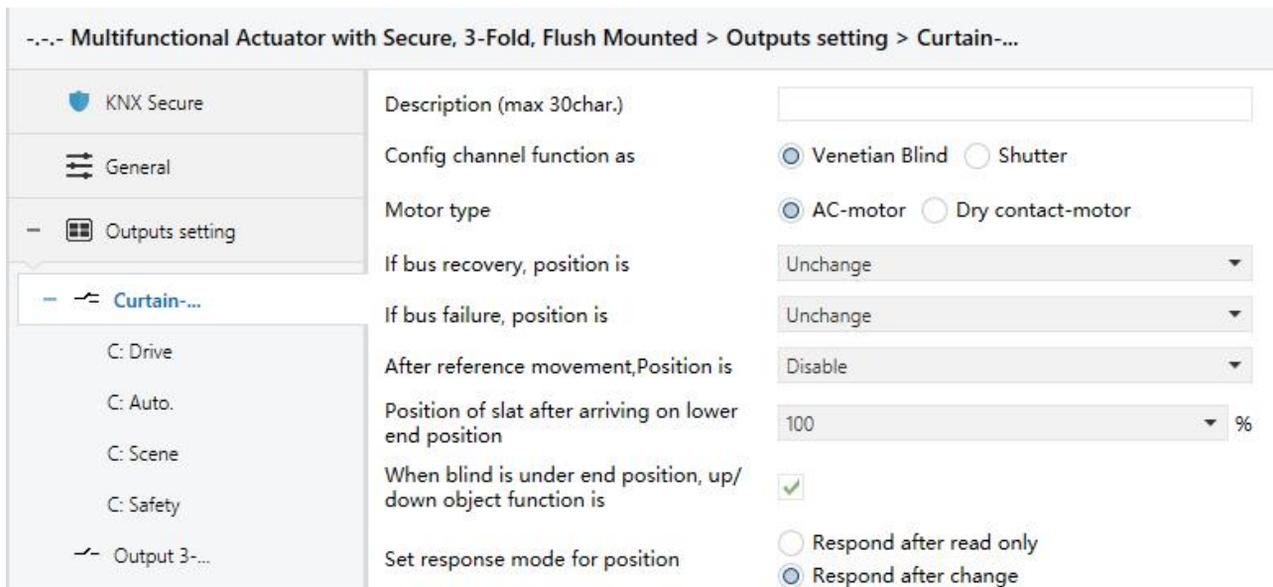 -.-.- Multifunctional Actuator with Secure, 3-Fold, Flush Mounted > Outputs setting > Curtain-...
KNX Secure
General
Outputs setting
Curtain-...
C: Drive
C: Auto.
C: Scene
C: Safety
Output 3-...
Description (max 30char.)
Config channel function as
Venetian Blind Shutter
Motor type
AC-motor Dry contact-motor
If bus recovery, position is
Unchange
If bus failure, position is
Unchange
After reference movement,Position is
Disable
Position of slat after arriving on lower
end position
100 %
When blind is under end position, up/
down object function is
Set response mode for position
Respond after read only
Respond after change